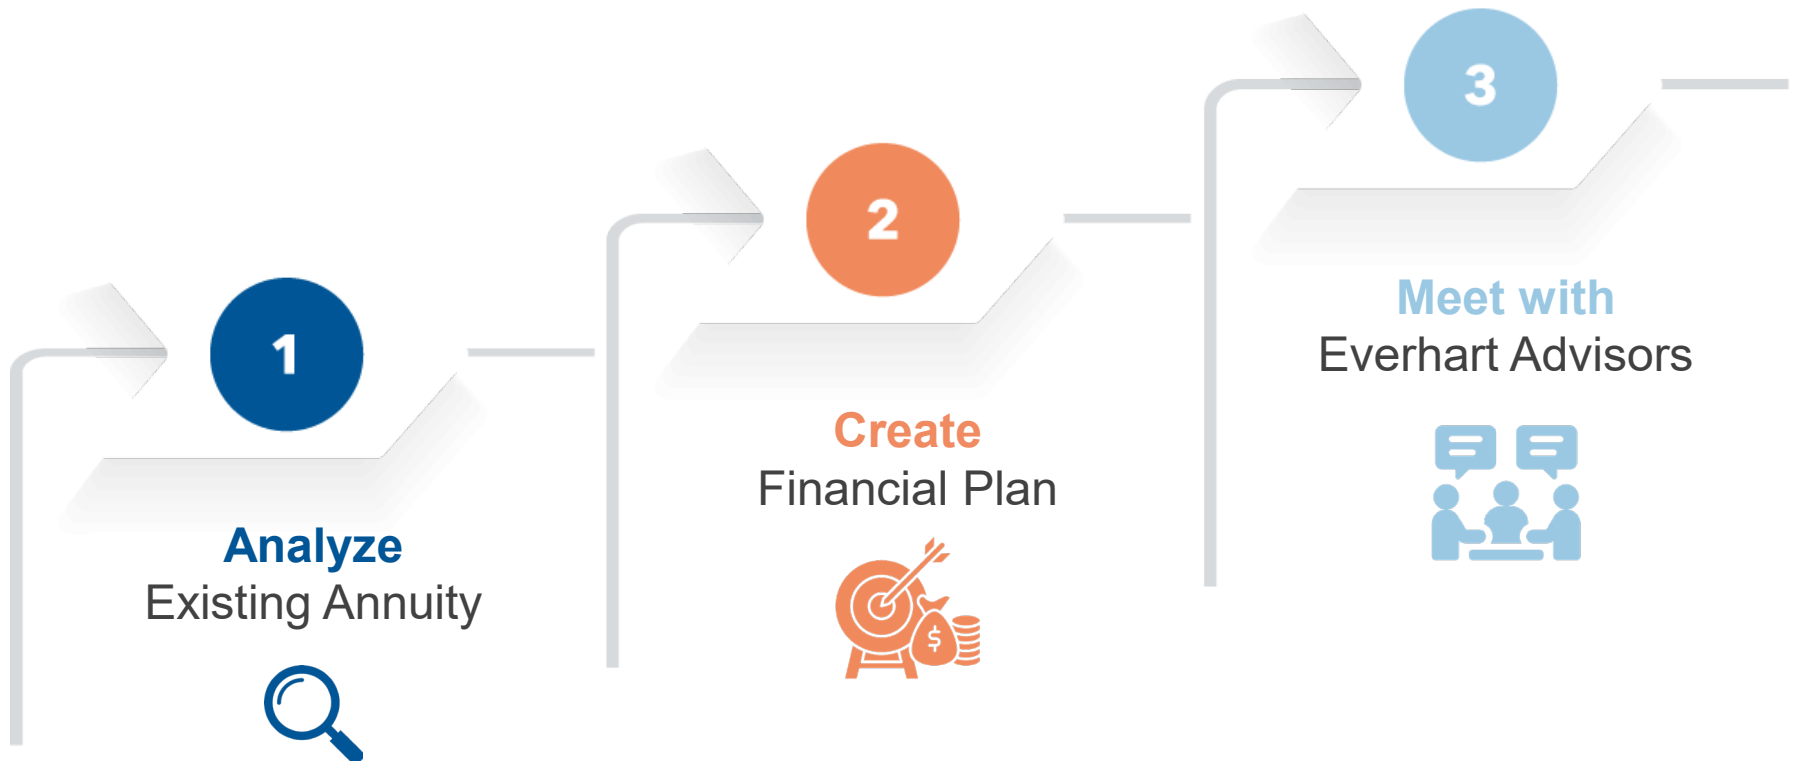 1
Analyze
Existing Annuity
2
Create
Financial Plan
$
3
Meet with
Everhart Advisors